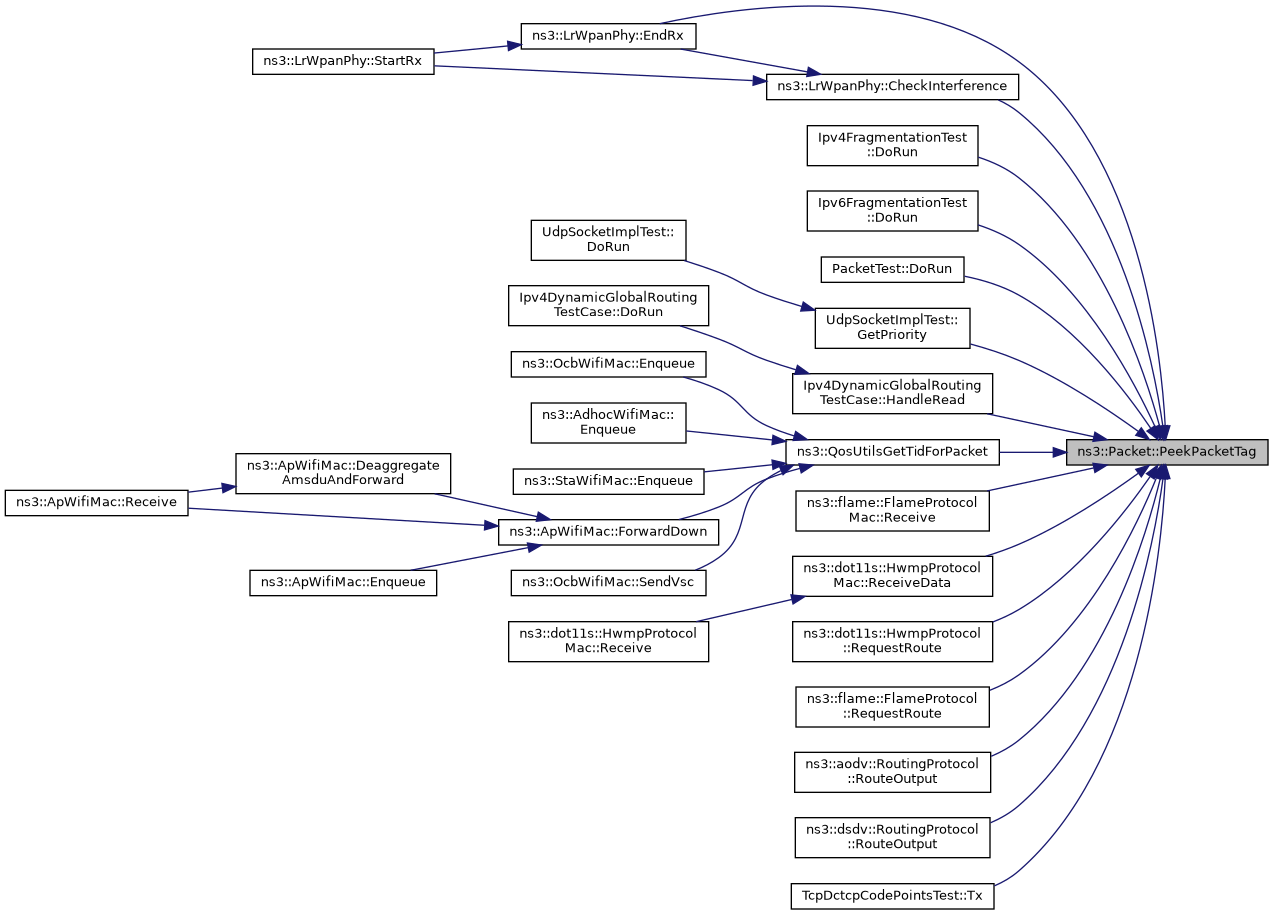 ns3::LrWpanPhy::EndRx
ns3::LrWpanPhy::StartRx
ns3::LrWpanPhy::CheckInterference
Ipv4FragmentationTest
::DoRun
Ipv6FragmentationTest
::DoRun
UdpSocketImplTest::
DoRun
PacketTest::DoRun
Ipv4DynamicGlobalRouting
TestCase::DoRun
UdpSocketImplTest::
GetPriority
ns3::OcbWifiMac::Enqueue
Ipv4DynamicGlobalRouting
TestCase::HandleRead
ns3::AdhocWifiMac::
Enqueue
ns3::QosUtilsGetTidForPacket
ns3::Packet::PeekPacketTag
ns3::ApWifiMac::Deaggregate
AmsduAndForward
ns3::StaWifiMac::Enqueue
ns3::ApWifiMac::Receive
ns3::flame::FlameProtocol
Mac::Receive
ns3::ApWifiMac::ForwardDown
ns3::ApWifiMac::Enqueue
ns3::OcbWifiMac::SendVsc
ns3::dot11s::HwmpProtocol
Mac::ReceiveData
ns3::dot11s::HwmpProtocol
Mac::Receive
ns3::dot11s::HwmpProtocol
::RequestRoute
ns3::flame::FlameProtocol
::RequestRoute
ns3::aodv::RoutingProtocol
::RouteOutput
ns3::dsdv::RoutingProtocol
::RouteOutput
TcpDctcpCodePointsTest::Tx